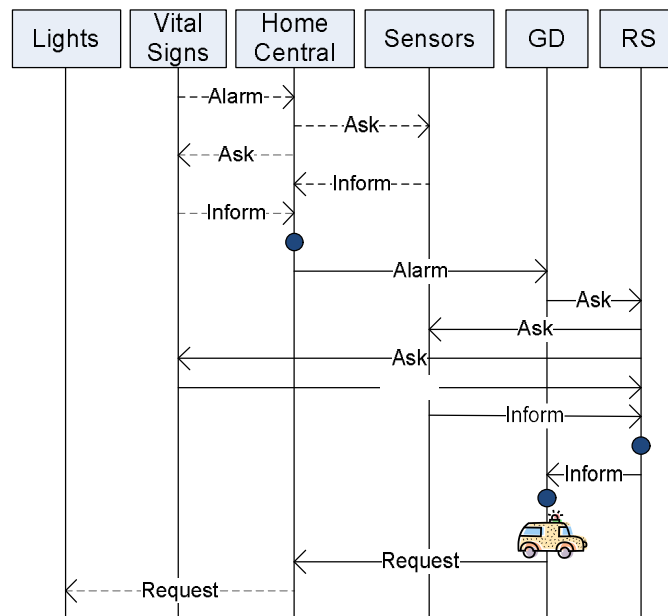 Lights
Vital
Signs
Home
Central
Sensors
GD
RS
Alarm
Ask
Ask
Inform
Inform
Alarm
Ask
Ask
Ask
Inform
Inform
Request
Request